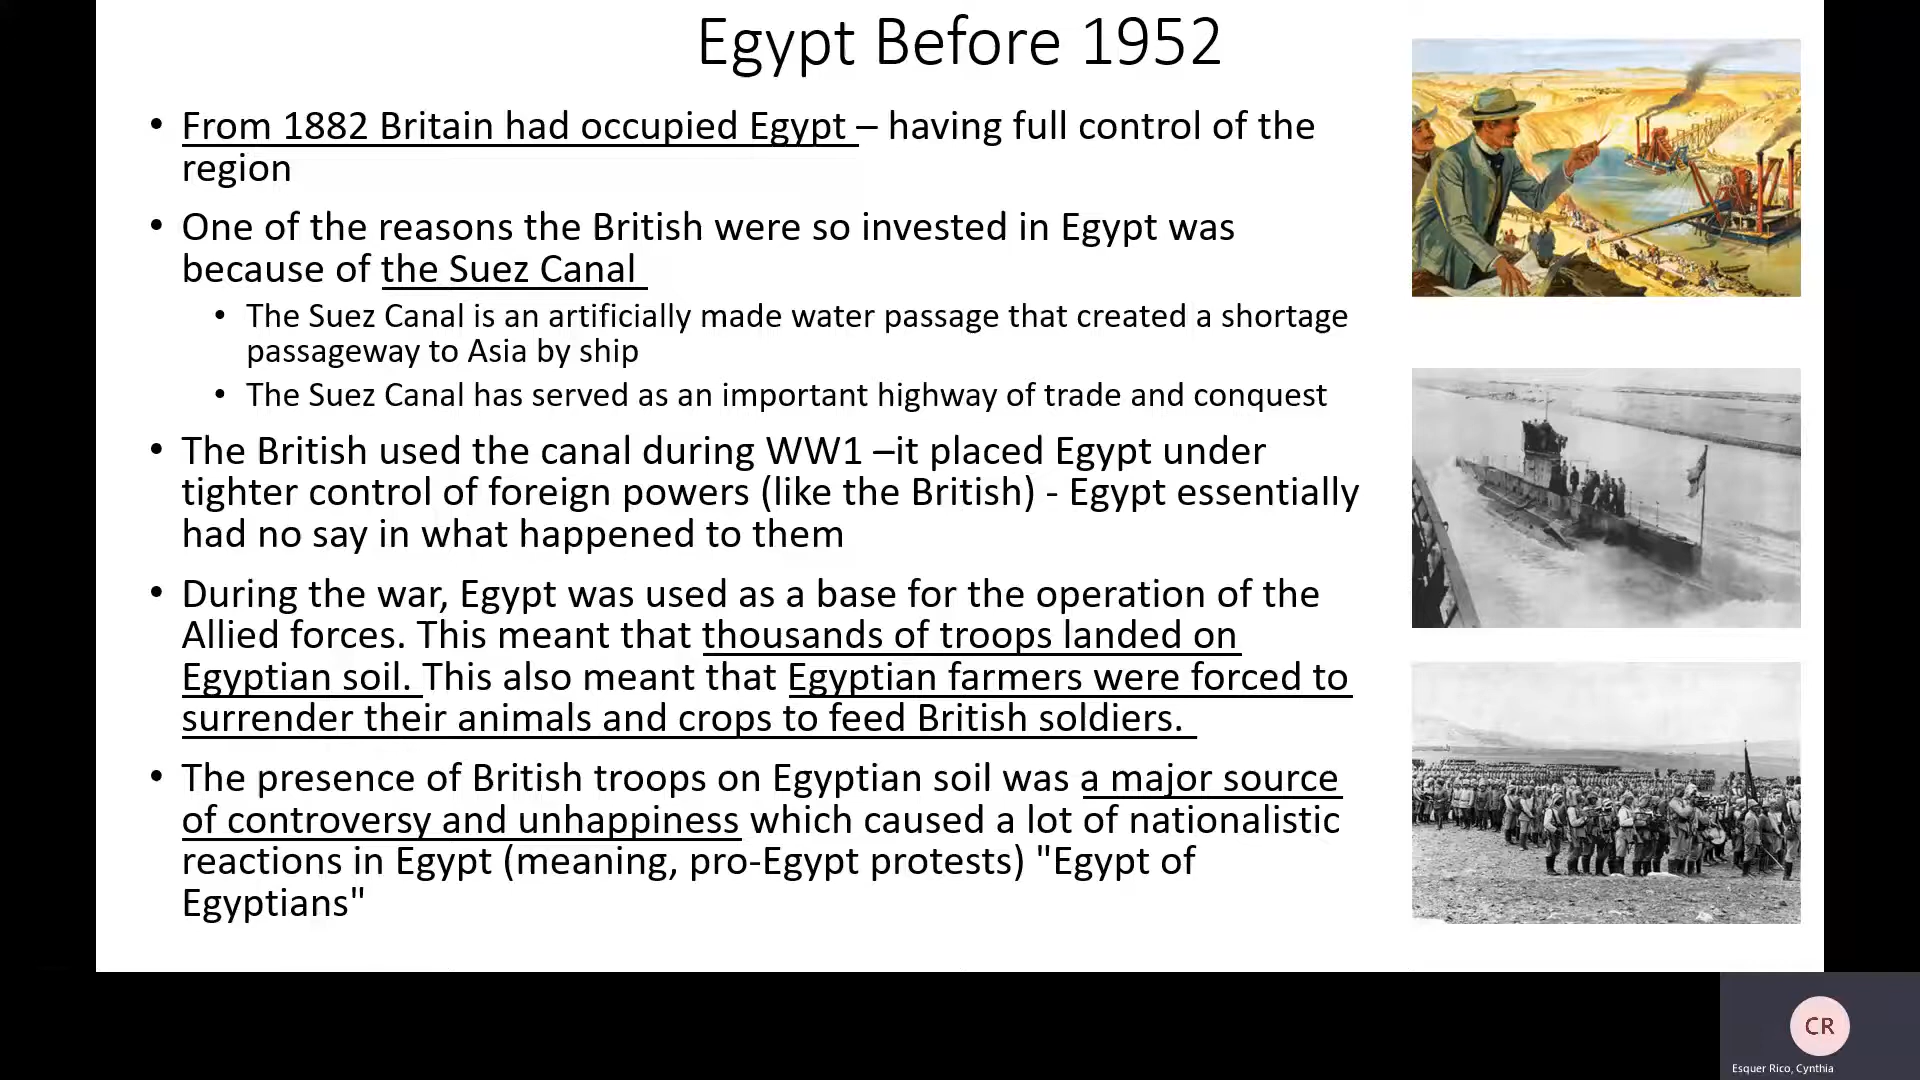 Egypt Before 1952
• From 1882 Britain had occupied Egypt – having full control of the
region
• One of the reasons the British were so invested in Egypt was
because of the Suez Canal
• The Suez Canal is an artificially made water passage that created a shortage
passageway to Asia by ship
• The Suez Canal has served as an important highway of trade and conquest
• The British used the canal during WW1 –it placed Egypt under
tighter control of foreign powers (like the British) - Egypt essentially
had no say in what happened to them
• During the war, Egypt was used as a base for the operation of the
Allied forces. This meant that thousands of troops landed on
Egyptian soil. This also meant that Egyptian farmers were forced to
surrender their animals and crops to feed British soldiers.
• The presence of British troops on Egyptian soil was a major source
of controversy and unhappiness which caused a lot of nationalistic
reactions in Egypt (meaning, pro-Egypt protests) "Egypt of
Egyptians"
CR
Esquer Rico, Cynthia